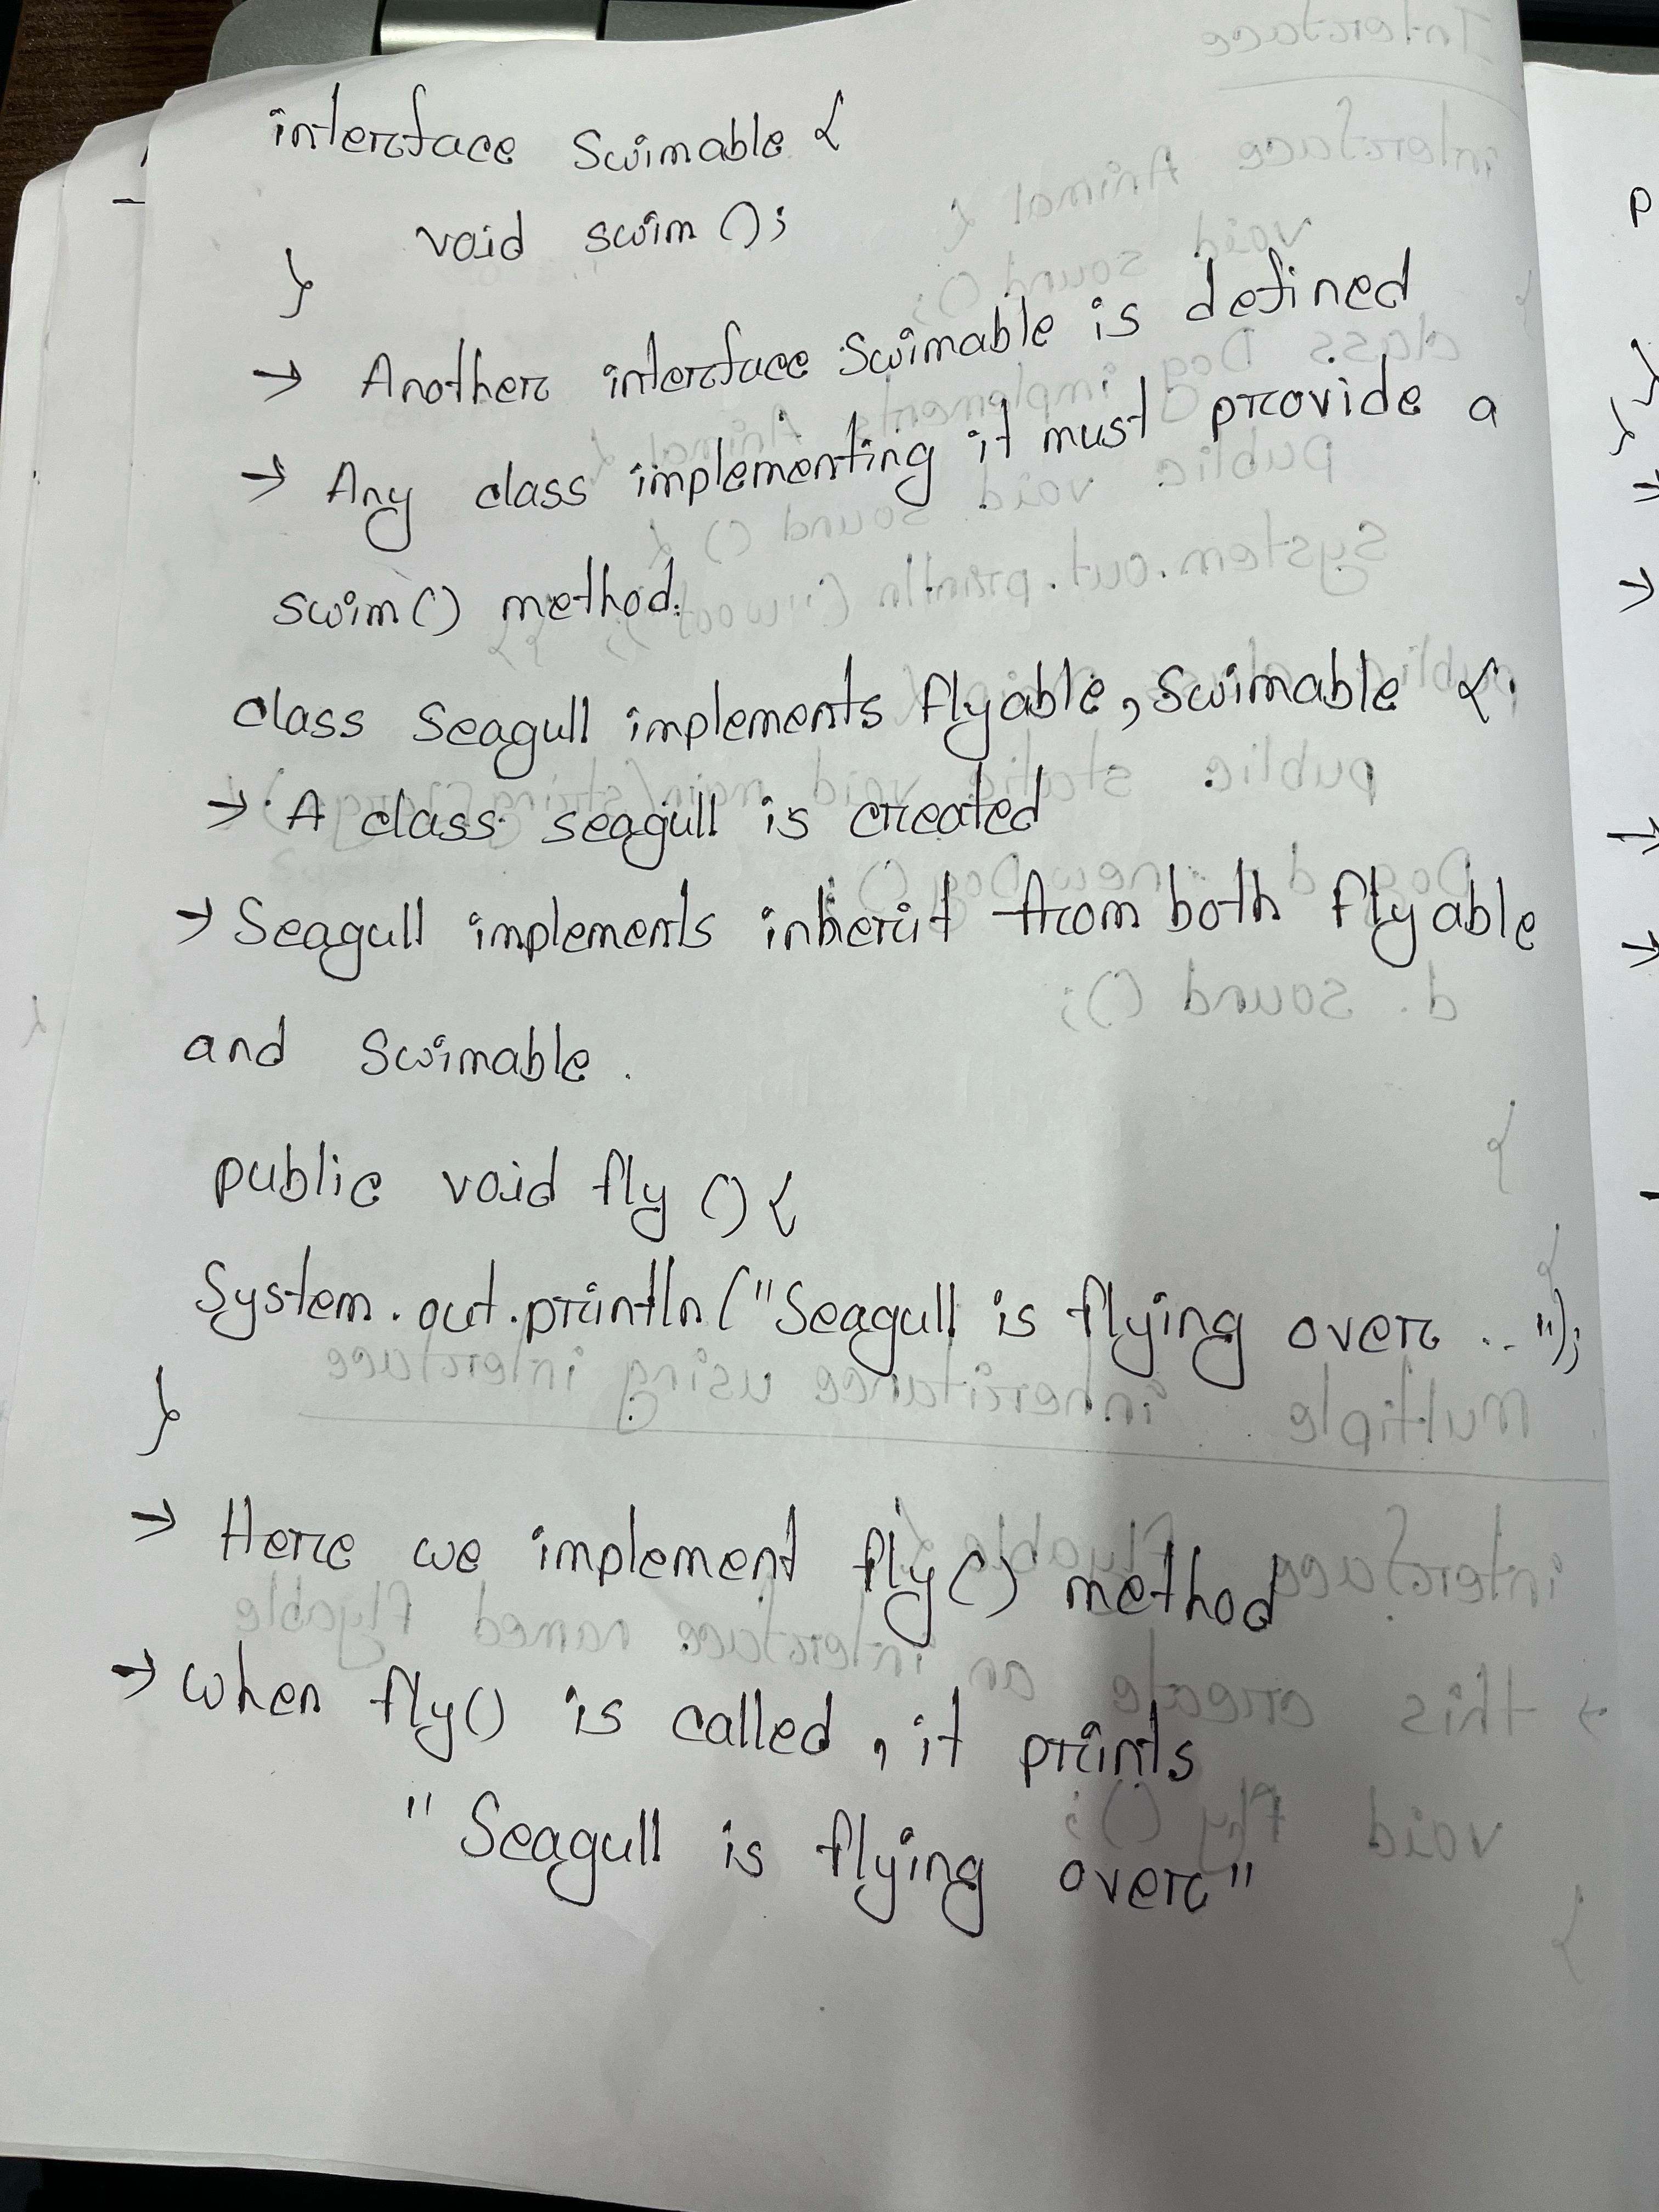 interface Swimable {
void swim ();
}
→ Another interface Swimable is defined
→ Any class implementing it must provide a
swim() method.
class Seagull implements flyable, Swimable {
→ A class seagull is created
→ Seagull implements inherit from both flyable
and Swimable.
public void fly () {
System.out.println("Seagull is flying over .. ");
}
→ Here we implement fly() method
→ when fly() is called, it prints
"Seagull is flying over"